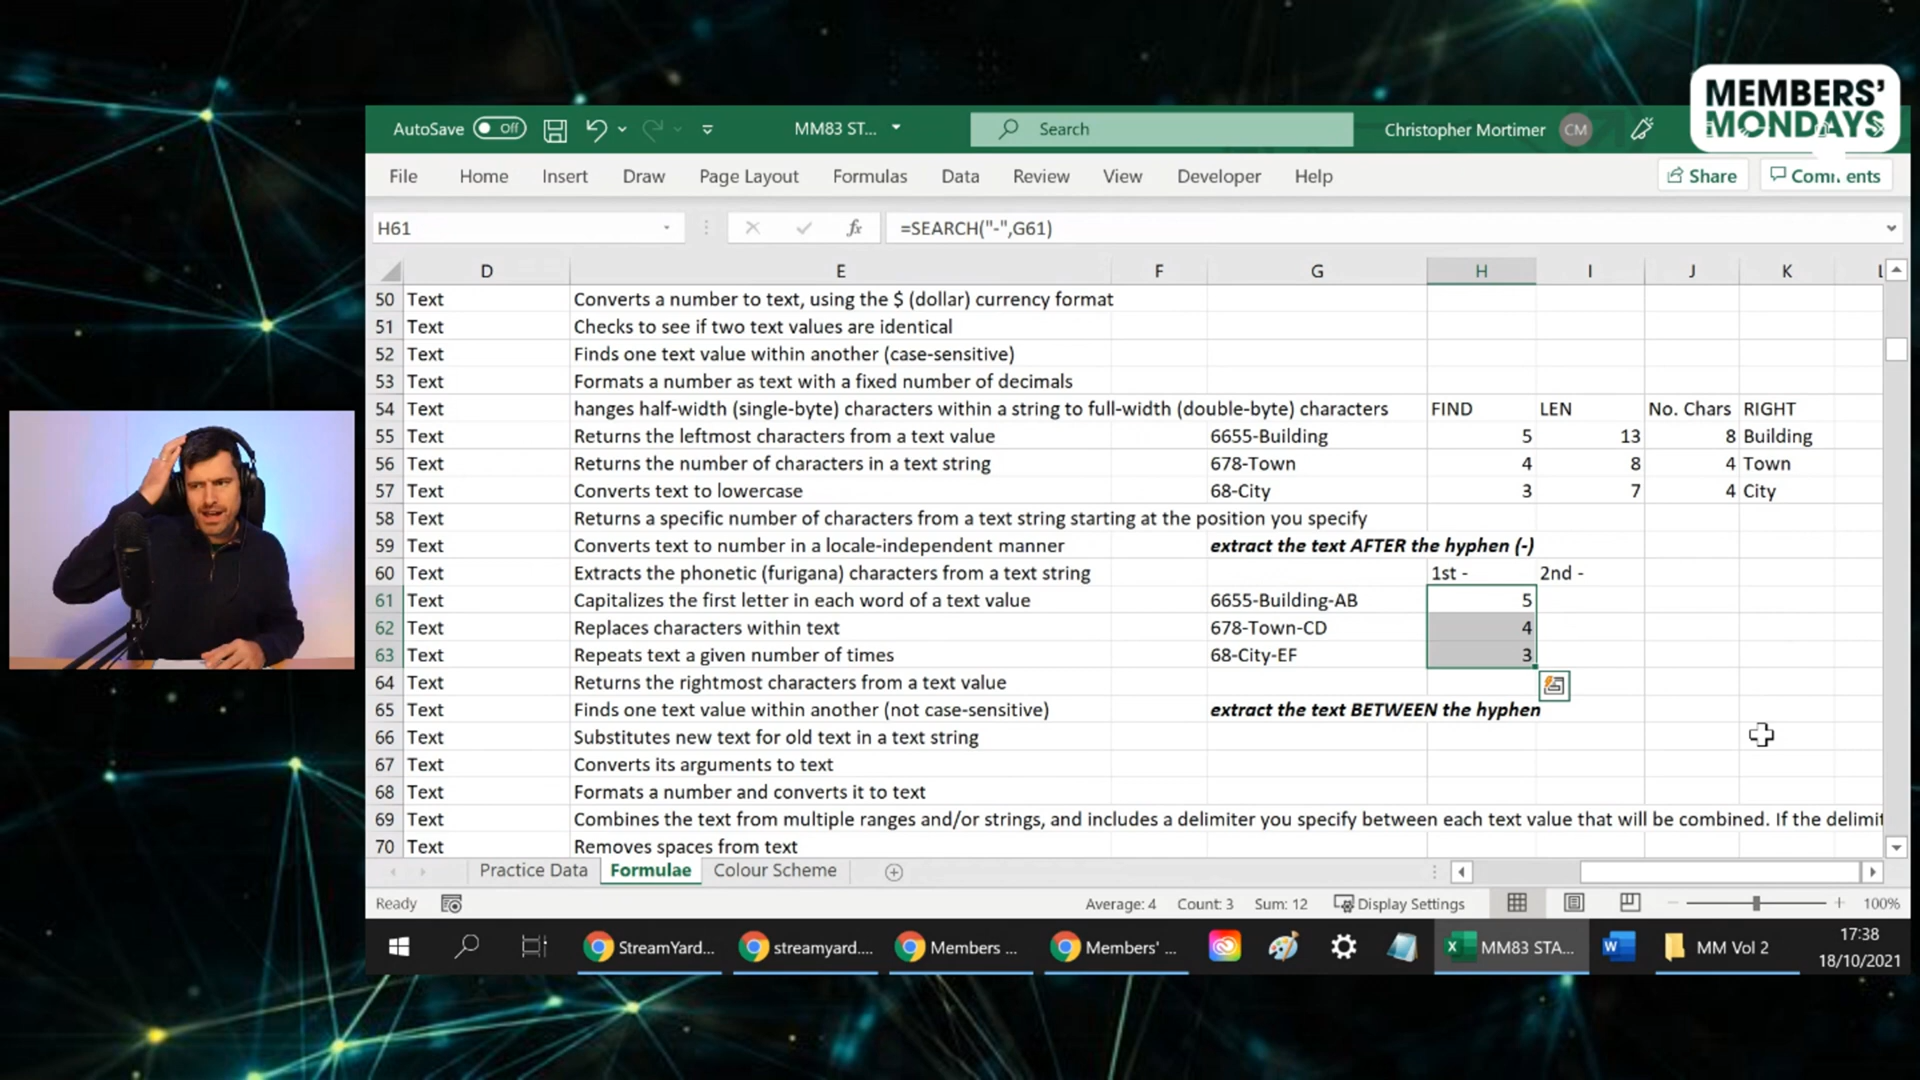 MEMBERS'
MONDAYS
AutoSave Off MM83 ST... Search Christopher Mortimer CM
File Home Insert Draw Page Layout Formulas Data Review View Developer Help Share Comments
H61 fx =SEARCH("-",G61)
D E F G H I J K L
50 Text Converts a number to text, using the $ (dollar) currency format
51 Text Checks to see if two text values are identical
52 Text Finds one text value within another (case-sensitive)
53 Text Formats a number as text with a fixed number of decimals
54 Text hanges half-width (single-byte) characters within a string to full-width (double-byte) characters FIND LEN No. Chars RIGHT
55 Text Returns the leftmost characters from a text value 6655-Building 5 13 8 Building
56 Text Returns the number of characters in a text string 678-Town 4 8 4 Town
57 Text Converts text to lowercase 68-City 3 7 4 City
58 Text Returns a specific number of characters from a text string starting at the position you specify
59 Text Converts text to number in a locale-independent manner extract the text AFTER the hyphen (-)
60 Text Extracts the phonetic (furigana) characters from a text string 1st - 2nd -
61 Text Capitalizes the first letter in each word of a text value 6655-Building-AB 5
62 Text Replaces characters within text 678-Town-CD 4
63 Text Repeats text a given number of times 68-City-EF 3
64 Text Returns the rightmost characters from a text value
65 Text Finds one text value within another (not case-sensitive) extract the text BETWEEN the hyphen
66 Text Substitutes new text for old text in a text string
67 Text Converts its arguments to text
68 Text Formats a number and converts it to text
69 Text Combines the text from multiple ranges and/or strings, and includes a delimiter you specify between each text value that will be combined. If the delimit
70 Text Removes spaces from text
Practice Data Formulae Colour Scheme
Ready Average: 4 Count: 3 Sum: 12 Display Settings 100%
StreamYard... streamyard.... Members ... Members' ... MM83 STA... MM Vol 2 17:38
18/10/2021